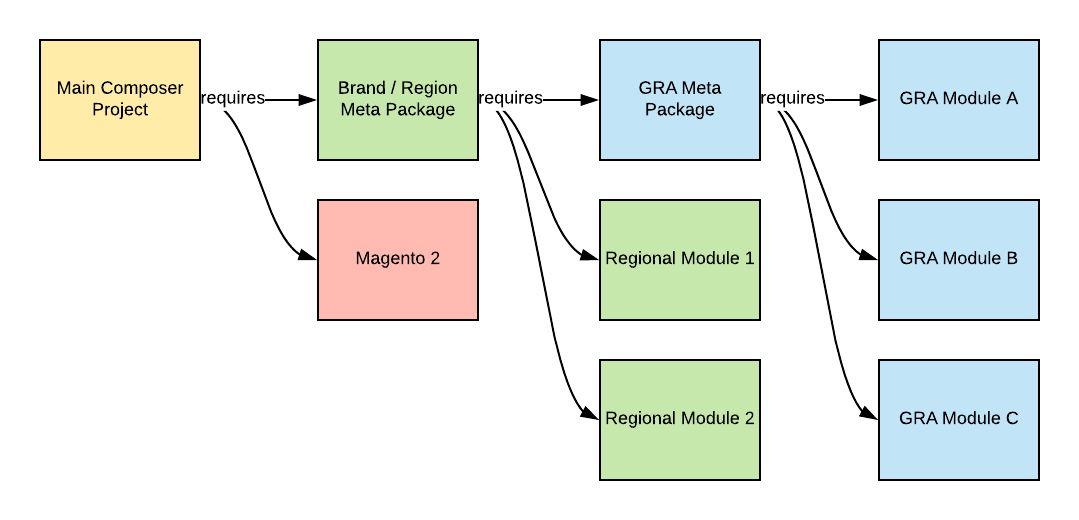 Main Composer
Project
requires
Brand / Region
Meta Package
requires
GRA Meta
Package
requires
GRA Module A
Magento 2
Regional Module 1
GRA Module B
Regional Module 2
GRA Module C